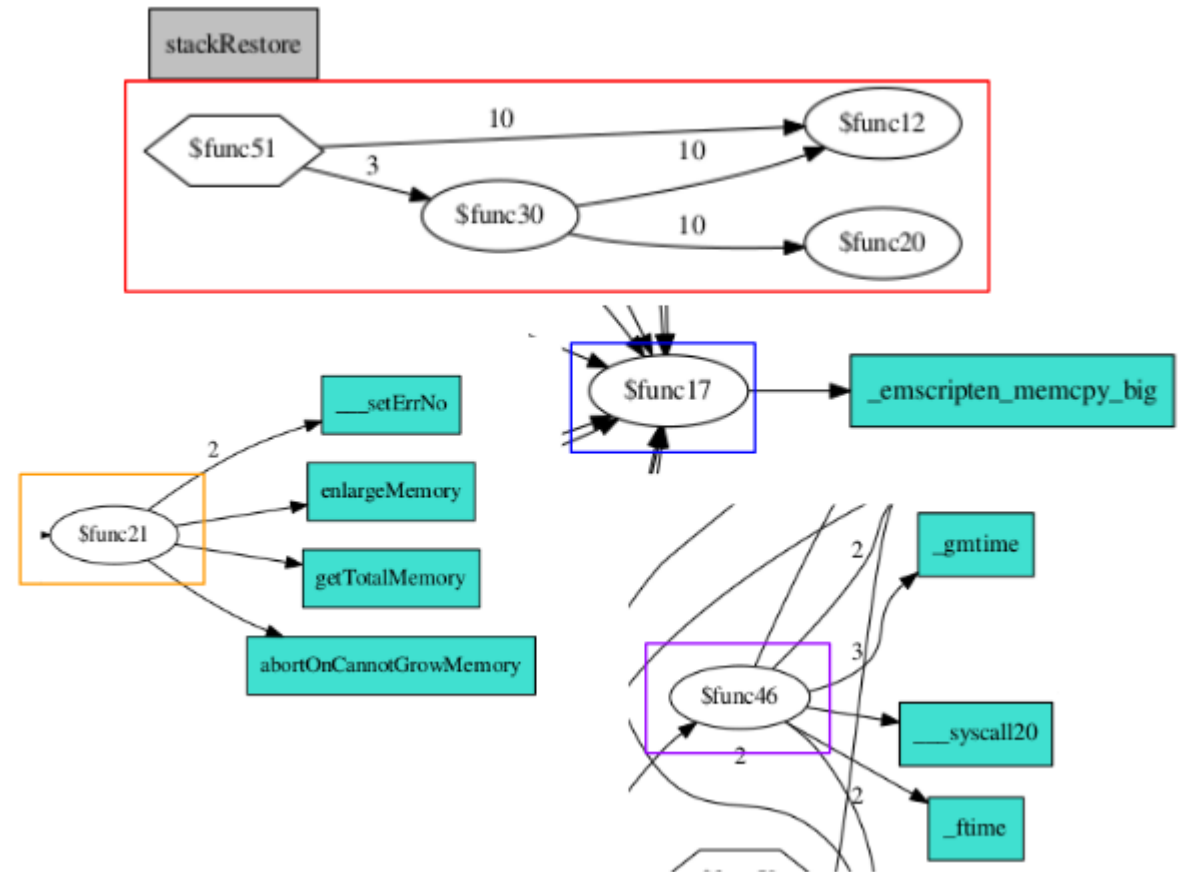 stackRestore
10
$func12
$func51
10
3
$func30
10
$func20
$func17
_emscripten_memcpy_big
___setErrNo
2
enlargeMemory
$func21
getTotalMemory
abortOnCannotGrowMemory
_gmtime
2
3
$func46
___syscall20
2
2
_ftime